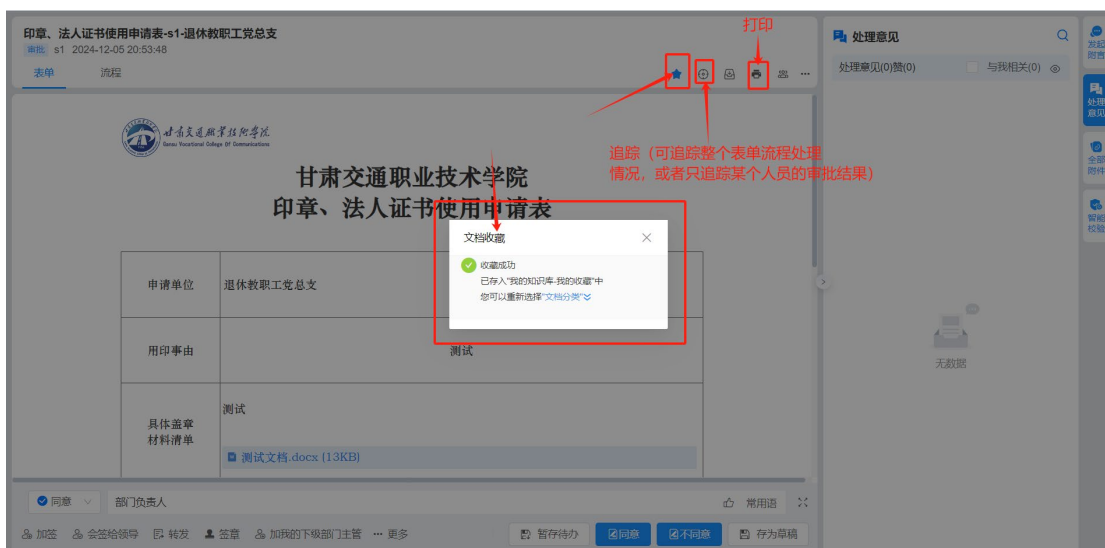 印章、法人证书使用申请表-s1-退休教职工党总支
审批 s1 2024-12-05 20:53:48
表单 流程
打印
追踪（可追踪整个表单流程处理
情况，或者只追踪某个人员的审批结果）
Gansu Vocational College Of Communications
甘肃交通职业技术学院
印章、法人证书使用申请表
文档收藏
收藏成功
已存入"我的知识库-我的收藏"中
您可以重新选择"文档分类"
申请单位 退休教职工党总支
用印事由 测试
具体盖章
材料清单
测试
测试文档.docx (13KB)
同意 部门负责人 常用语
加签 会签给领导 转发 签章 加我的下级部门主管 ··· 更多 暂存待办 同意 不同意 存为草稿
处理意见
处理意见(0)赞(0) 与我相关(0)
无数据
发起
附言
处理
意见
全部
附件
智能
校验